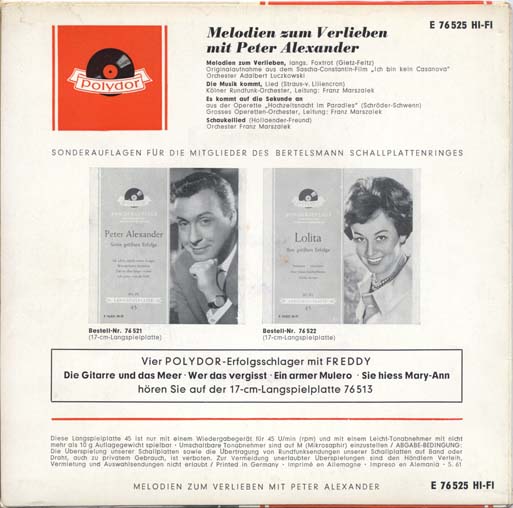 E 76525 HI-FI
Polydor
Melodien zum Verlieben
mit Peter Alexander
Melodien zum Verlieben, langs. Foxtrot (Gietz-Feltz)
Originalaufnahme aus dem Sascha-Constantin-Film „Ich bin kein Casanova"
Orchester Adalbert Luczkowski
Die Musik kommt, Lied (Straus-v. Liliencron)
Kölner Rundfunk-Orchester, Leitung: Franz Marszalek
Es kommt auf die Sekunde an
aus der Operette „Hochzeitsnacht im Paradies" (Schröder-Schwenn)
Grosses Operetten-Orchester, Leitung: Franz Marszalek
Schaukellied (Hollaender-Freund)
Orchester Franz Marszalek
SONDERAUFLAGEN FÜR DIE MITGLIEDER DES BERTELSMANN SCHALLPLATTENRINGES
Peter Alexander
Seine größten Erfolge
45
Lolita
Ihre größten Erfolge
45
Bestell-Nr. 76521
(17-cm-Langspielplatte)
Bestell-Nr. 76522
(17-cm-Langspielplatte)
Vier POLYDOR-Erfolgsschlager mit FREDDY
Die Gitarre und das Meer · Wer das vergisst · Ein armer Mulero · Sie hiess Mary-Ann
hören Sie auf der 17-cm-Langspielplatte 76513
Diese Langspielplatte 45 ist nur mit einem Wiedergabegerät für 45 U/min (rpm) und mit einem Leicht-Tonabnehmer mit nicht
mehr als 10 g Auflagegewicht spielbar · Umschaltbare Tonabnehmer sind auf M (Mikrosaphir) einzustellen / ABGABE-BEDINGUNG:
Die Überspielung unserer Schallplatten sowie die Übertragung von Rundfunksendungen unserer Schallplatten auf Band oder
Draht, auch zu privatem Gebrauch, ist verboten. Zur Vermeidung unerlaubter Überspielungen sind den Händlern Verleih,
Vermietung und Auswahlsendungen nicht erlaubt / Printed in Germany · Imprimé en Allemagne · Impreso en Alemania · 5. 61
MELODIEN ZUM VERLIEBEN MIT PETER ALEXANDER
E 76525 HI-FI